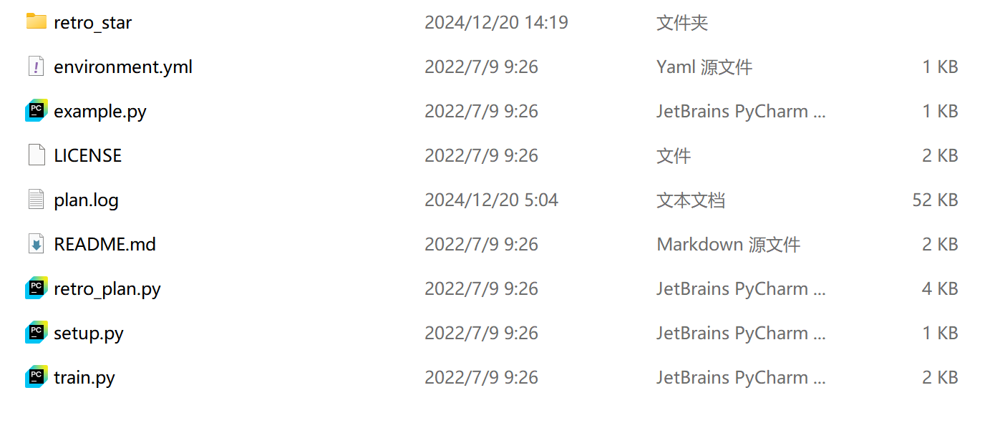 retro_star 2024/12/20 14:19 文件夹
environment.yml 2022/7/9 9:26 Yaml 源文件 1 KB
example.py 2022/7/9 9:26 JetBrains PyCharm ... 1 KB
LICENSE 2022/7/9 9:26 文件 2 KB
plan.log 2024/12/20 5:04 文本文档 52 KB
README.md 2022/7/9 9:26 Markdown 源文件 2 KB
retro_plan.py 2022/7/9 9:26 JetBrains PyCharm ... 4 KB
setup.py 2022/7/9 9:26 JetBrains PyCharm ... 1 KB
train.py 2022/7/9 9:26 JetBrains PyCharm ... 2 KB